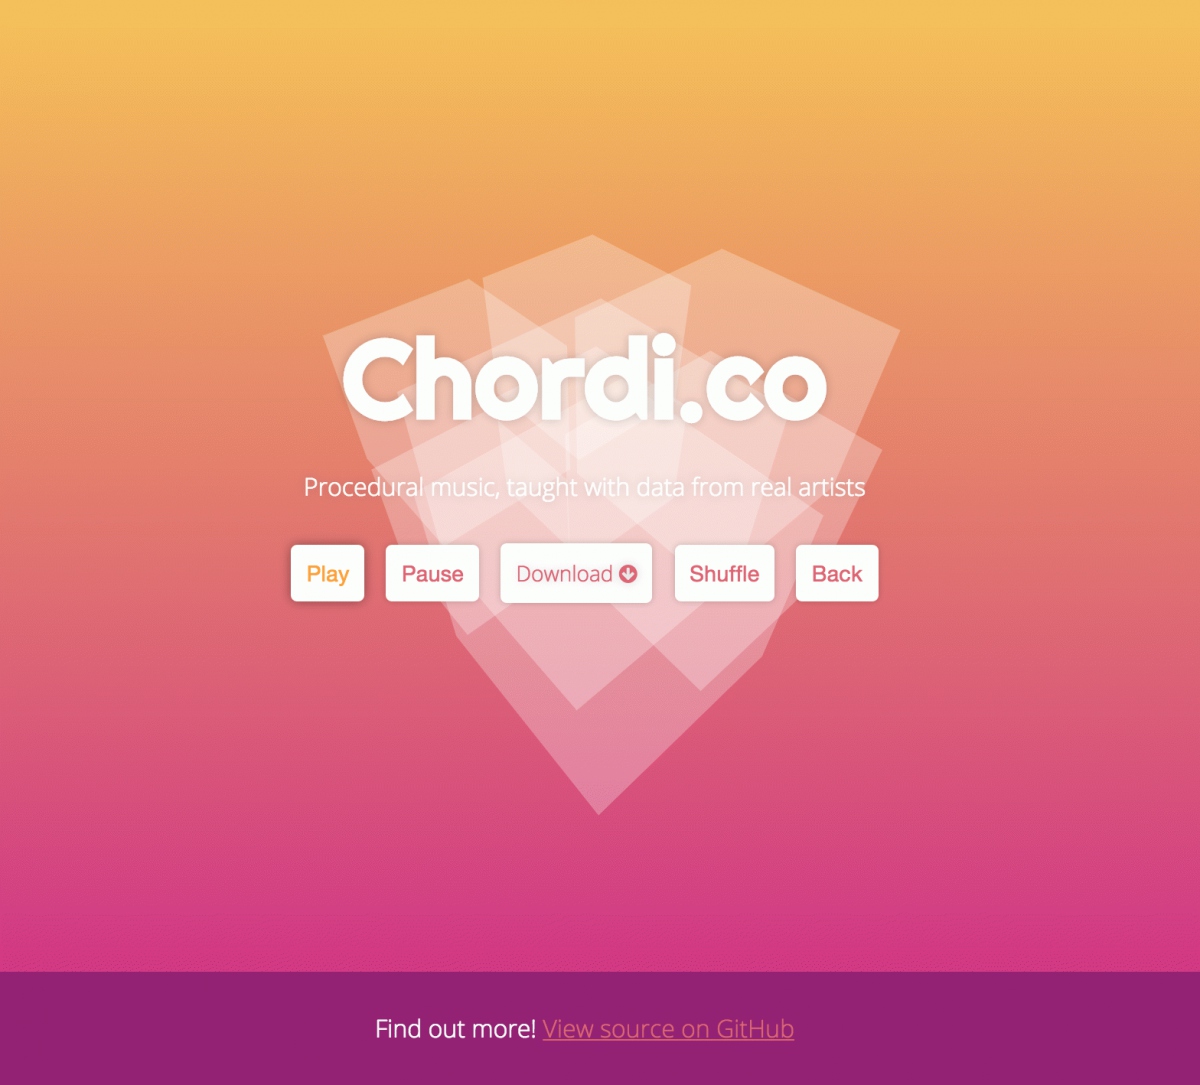 Chordi.co
Procedural music, taught with data from real artists
Play Pause Download Shuffle Back
Find out more! View source on GitHub